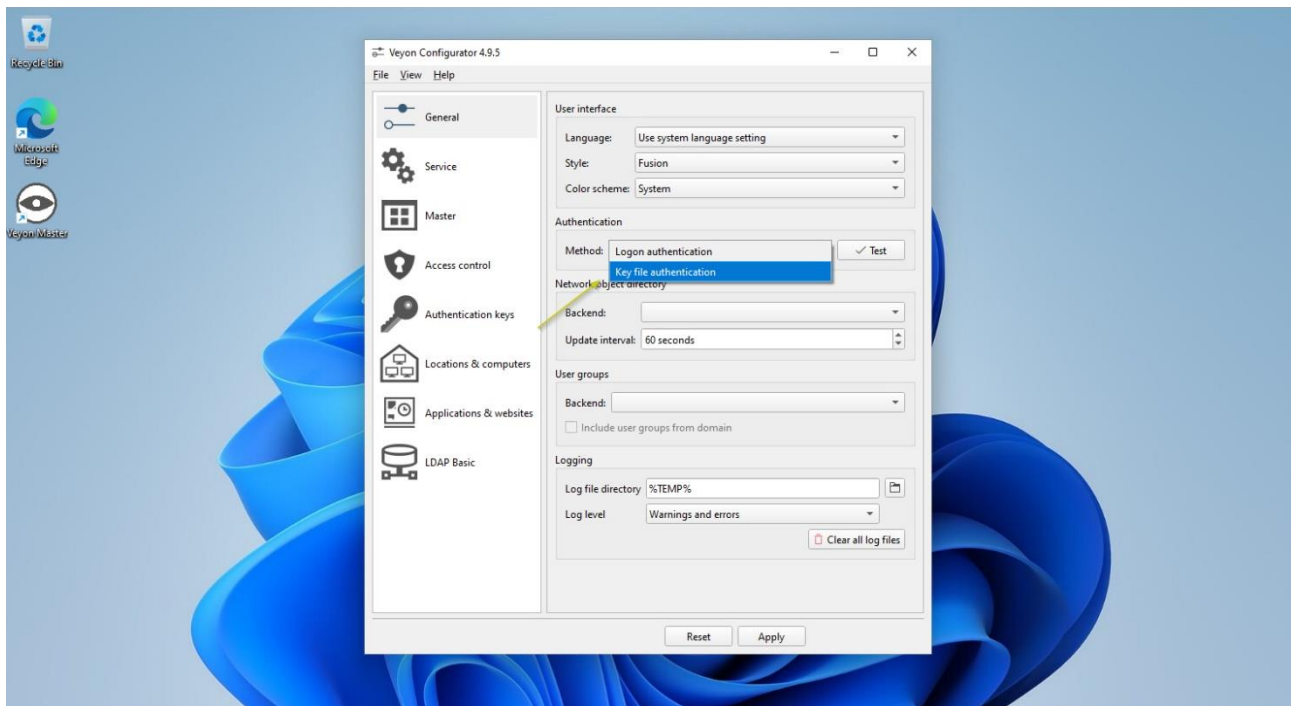 Recycle Bin
Microsoft
Edge
Veyon Master
Veyon Configurator 4.9.5
File View Help
General
Service
Master
Access control
Authentication keys
Locations & computers
Applications & websites
LDAP Basic
User interface
Language: Use system language setting
Style: Fusion
Color scheme: System
Authentication
Method: Logon authentication
Test
Key file authentication
Network object directory
Backend:
Update interval: 60 seconds
User groups
Backend:
Include user groups from domain
Logging
Log file directory %TEMP%
Log level Warnings and errors
Clear all log files
Reset Apply